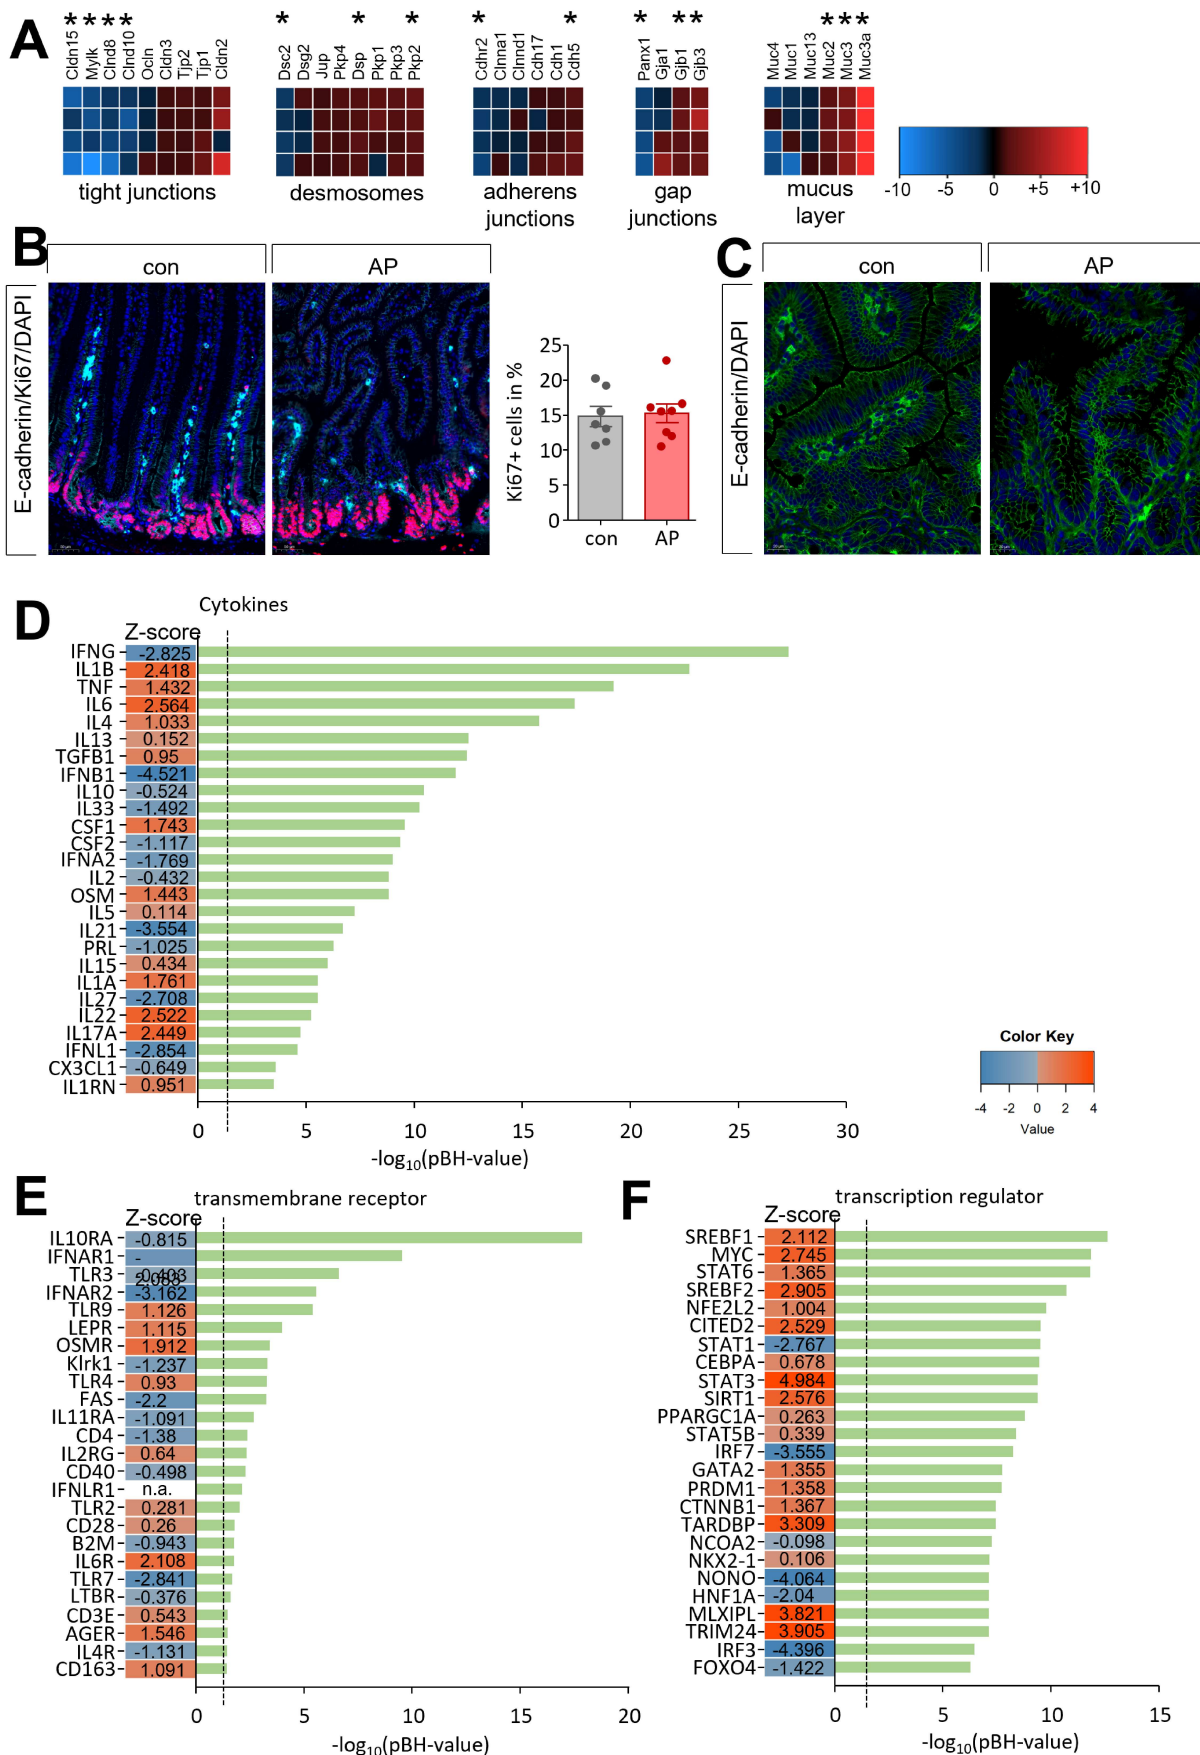 A
* * * *
Cldn15 Mylk Clnd8 Clnd10 Ocln Cldn3 Tjp2 Tjp1 Cldn2
tight junctions
* * *
Dsc2 Dsg2 Jup Pkp4 Dsp Pkp1 Pkp3 Pkp2
desmosomes
* *
Cdhr2 Clnna1 Clnnd1 Cdh17 Cdh1 Cdh5
adherens
junctions
* * *
Panx1 Gja1 Gjb1 Gjb3
gap
junctions
* * *
Muc4 Muc1 Muc13 Muc2 Muc3 Muc3a
mucus
layer
-10 -5 0 +5 +10
B
con AP
E-cadherin/Ki67/DAPI
Ki67+ cells in %
25
20
15
10
5
0
con AP
C
con AP
E-cadherin/DAPI
D
Cytokines
Z-score
IFNG -2.825
IL1B 2.418
TNF 1.432
IL6 2.564
IL4 1.033
IL13 0.152
TGFB1 0.95
IFNB1 -4.521
IL10 -0.524
IL33 -1.492
CSF1 1.743
CSF2 -1.117
IFNA2 -1.769
IL2 -0.432
OSM 1.443
IL5 0.114
IL21 -3.554
PRL -1.025
IL15 0.434
IL1A 1.761
IL27 -2.708
IL22 2.522
IL17A 2.449
IFNL1 -2.854
CX3CL1 -0.649
IL1RN 0.951
0 5 10 15 20 25 30
-log10(pBH-value)
Color Key
-4 -2 0 2 4
Value
E
transmembrane receptor
Z-score
IL10RA -0.815
IFNAR1 -
TLR3
IFNAR2 -3.162
TLR9 1.126
LEPR 1.115
OSMR 1.912
Klrk1 -1.237
TLR4 0.93
FAS -2.2
IL11RA -1.091
CD4 -1.38
IL2RG 0.64
CD40 -0.498
IFNLR1 n.a.
TLR2 0.281
CD28 0.26
B2M -0.943
IL6R 2.108
TLR7 -2.841
LTBR -0.376
CD3E 0.543
AGER 1.546
IL4R -1.131
CD163 1.091
0 5 10 15 20
-log10(pBH-value)
F
transcription regulator
Z-score
SREBF1 2.112
MYC 2.745
STAT6 1.365
SREBF2 2.905
NFE2L2 1.004
CITED2 2.529
STAT1 -2.767
CEBPA 0.678
STAT3 4.984
SIRT1 2.576
PPARGC1A 0.263
STAT5B 0.339
IRF7 -3.555
GATA2 1.355
PRDM1 1.358
CTNNB1 1.367
TARDBP 3.309
NCOA2 -0.098
NKX2-1 0.106
NONO -4.064
HNF1A -2.04
MLXIPL 3.821
TRIM24 3.905
IRF3 -4.396
FOXO4 -1.422
0 5 10 15
-log10(pBH-value)